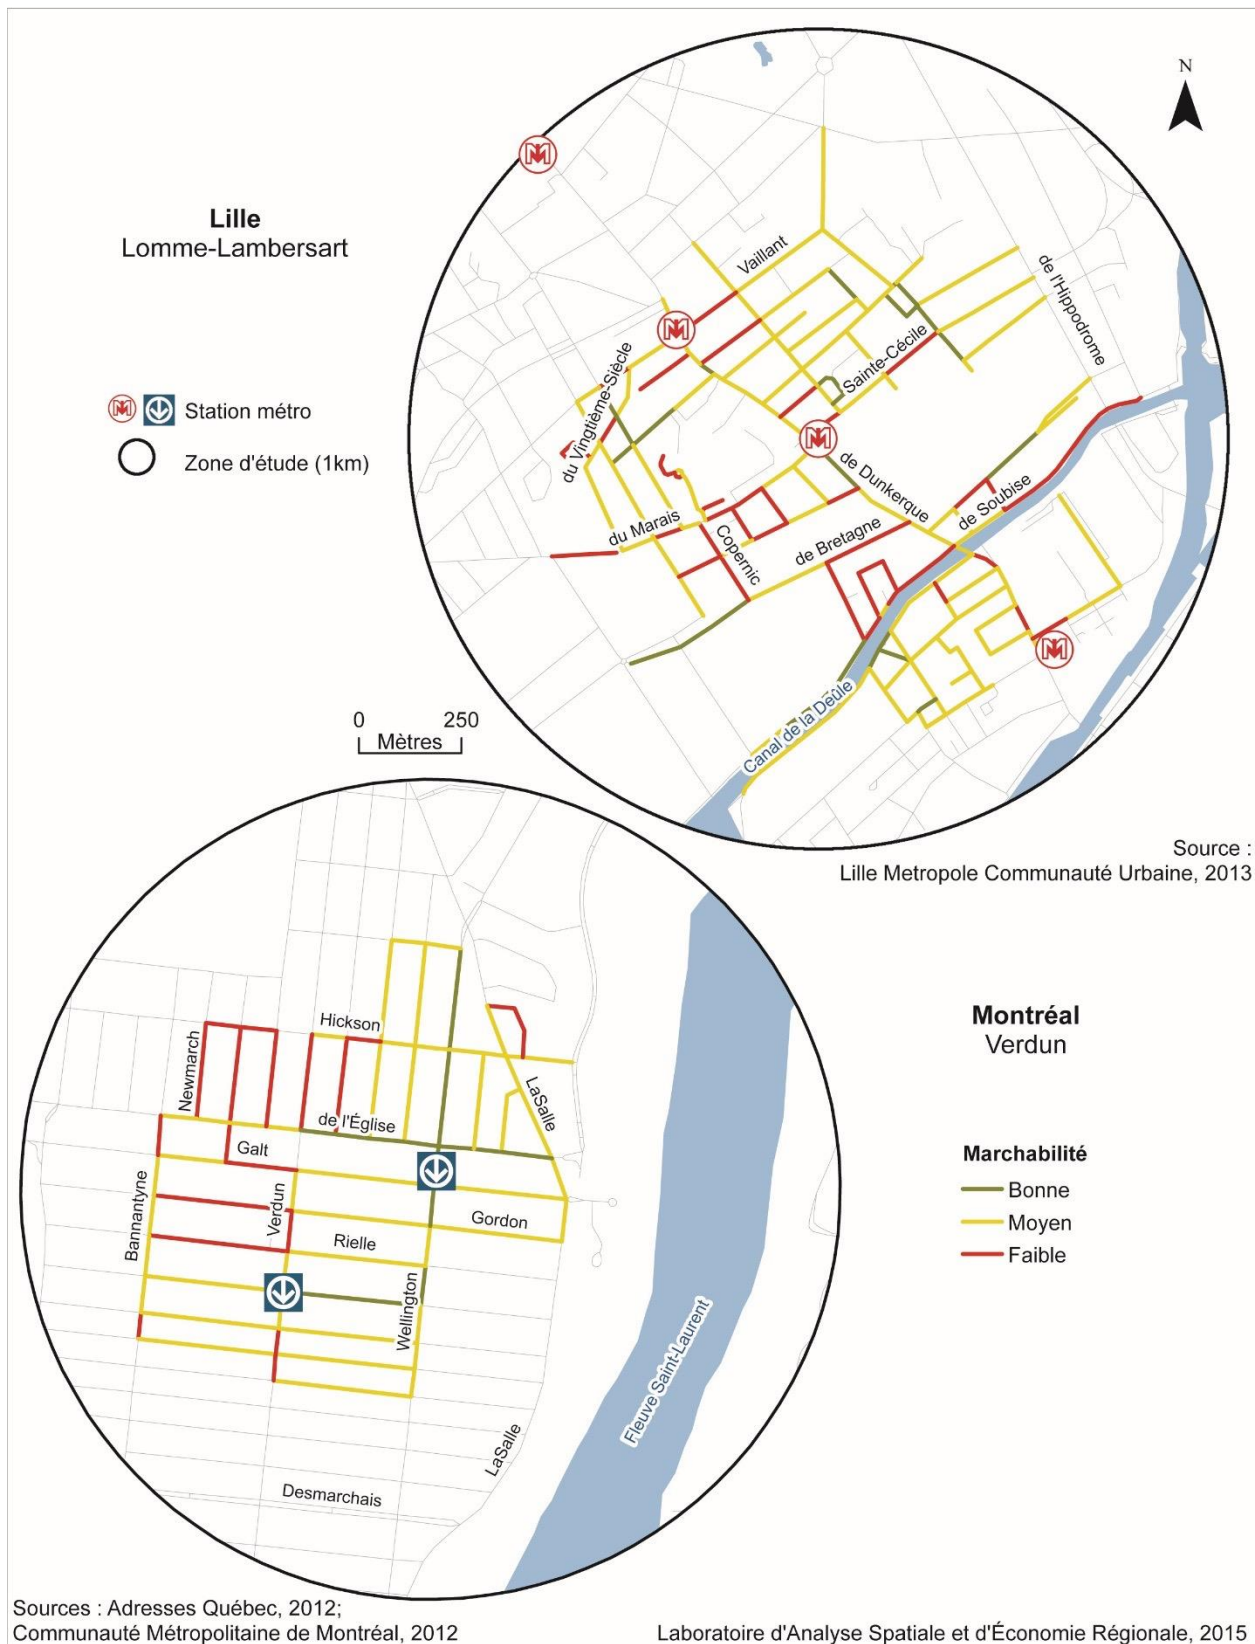 N
Lille
Lomme-Lambersart
Vaillant
de l'Hippodrome
Sainte-Cécile
du Vingtième-Siècle
Station métro
Zone d'étude (1km)
de Dunkerque
de Soubise
du Marais
Copernic
de Bretagne
Canal de la Deûle
0 250
Mètres
Source :
Lille Metropole Communauté Urbaine, 2013
Montréal
Verdun
Hickson
Newmarch
LaSalle
de l'Église
Galt
Bannantyne
Verdun
Gordon
Rielle
Wellington
Marchabilité
Bonne
Moyen
Faible
Fleuve Saint-Laurent
LaSalle
Desmarchais
Sources : Adresses Québec, 2012;
Communauté Métropolitaine de Montréal, 2012
Laboratoire d'Analyse Spatiale et d'Économie Régionale, 2015